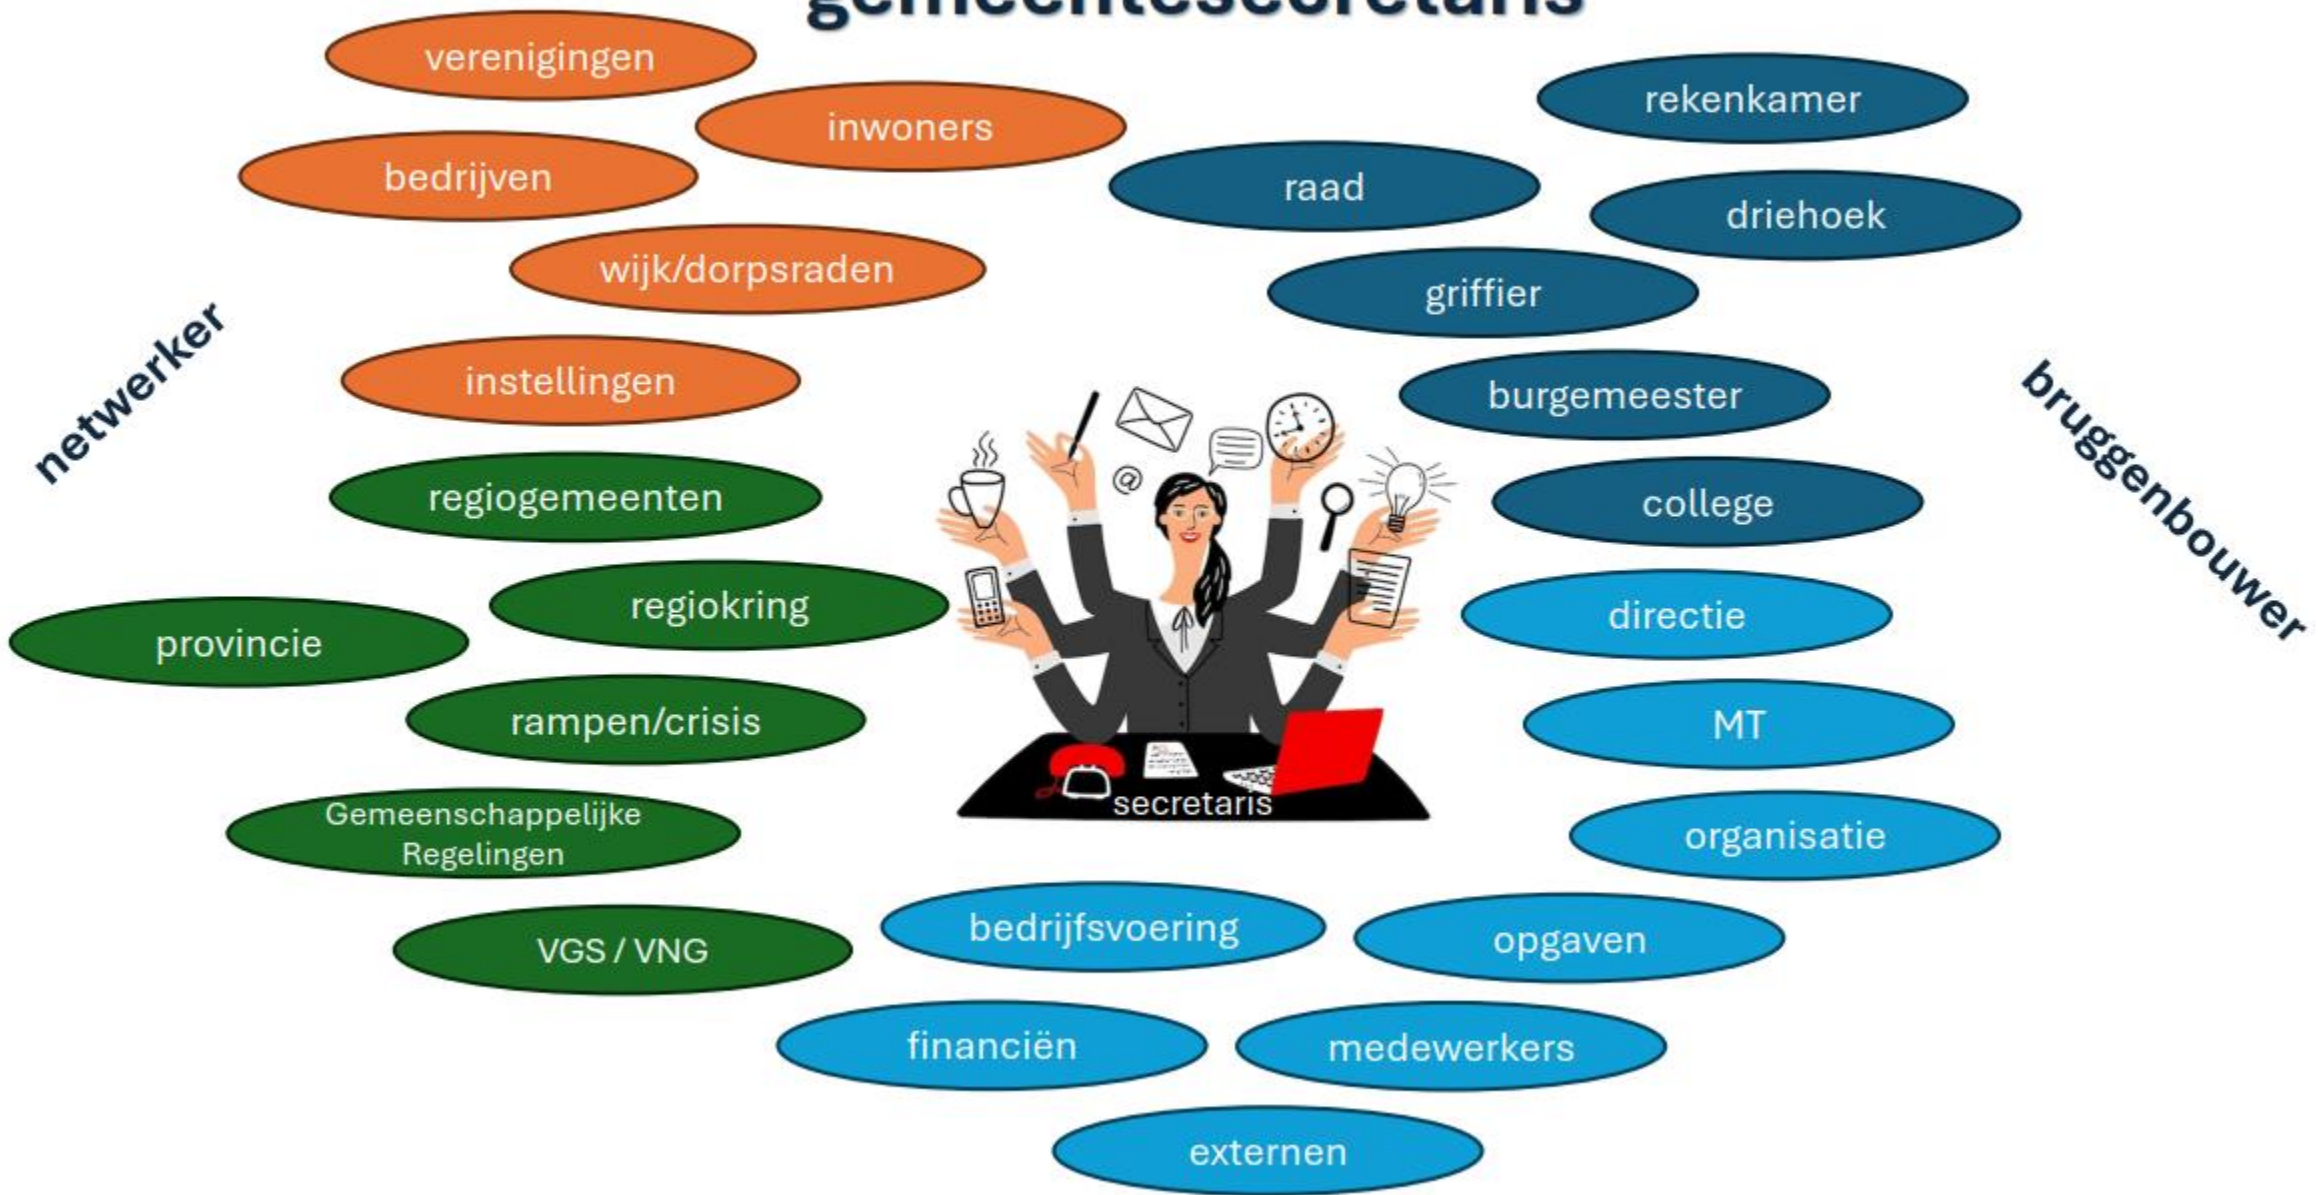 gemeentesecretaris
verenigingen
inwoners
bedrijven
wijk/dorpsraden
instellingen
netwerker
regiogemeenten
regiokring
provincie
rampen/crisis
Gemeenschappelijke
Regelingen
VGS / VNG
rekenkamer
raad
driehoek
griffier
burgemeester
college
bruggenbouwer
directie
MT
organisatie
@
secretaris
bedrijfsvoering
opgaven
financiën
medewerkers
externen